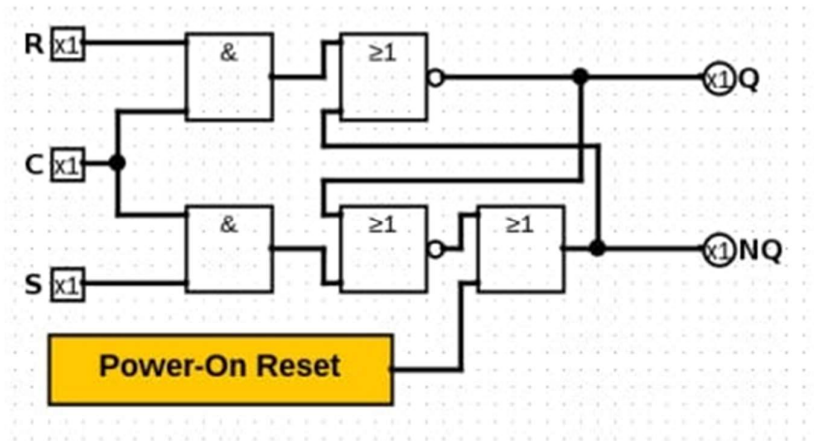 R x1 & ≥1 x1 Q
C x1
& ≥1 ≥1 x1 NQ
S x1
Power-On Reset